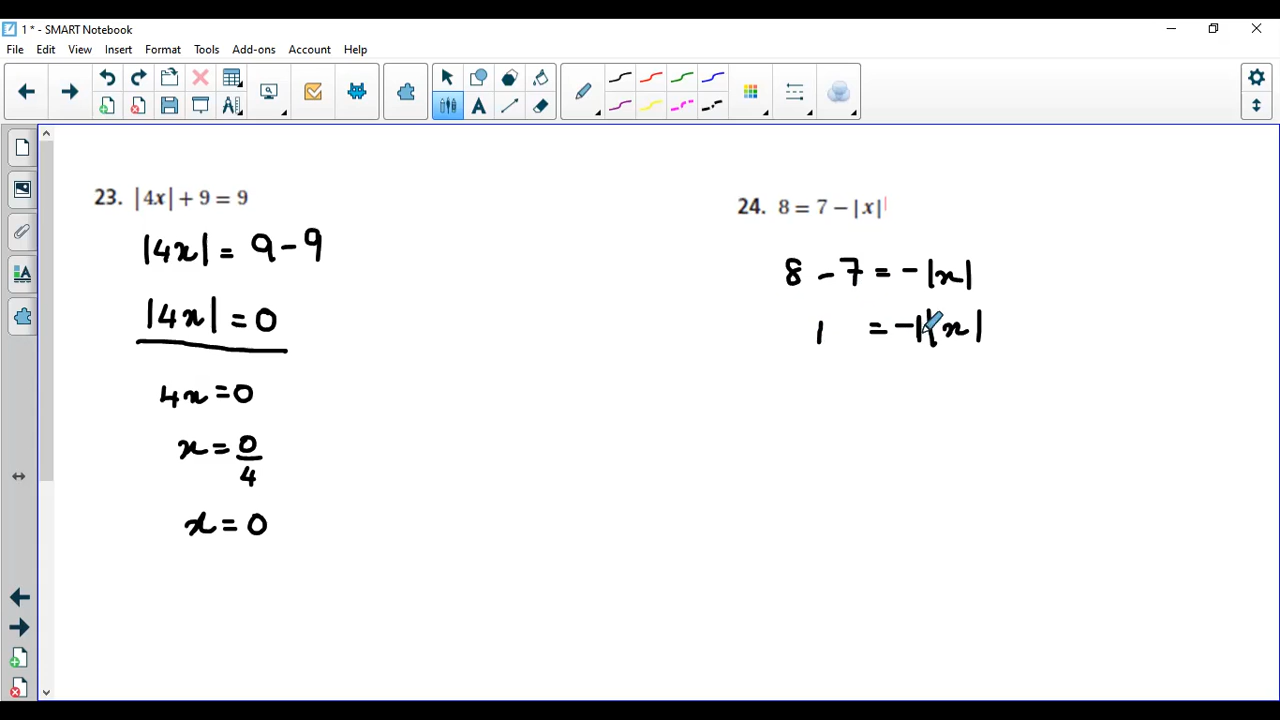 1 * - SMART Notebook
File Edit View Insert Format Tools Add-ons Account Help
23. |4x| + 9 = 9
|4x| = 9 - 9
|4x| = 0
4x = 0
x = 0/4
x = 0
24. 8 = 7 - |x|
8 - 7 = - |x|
1 = - | | x |